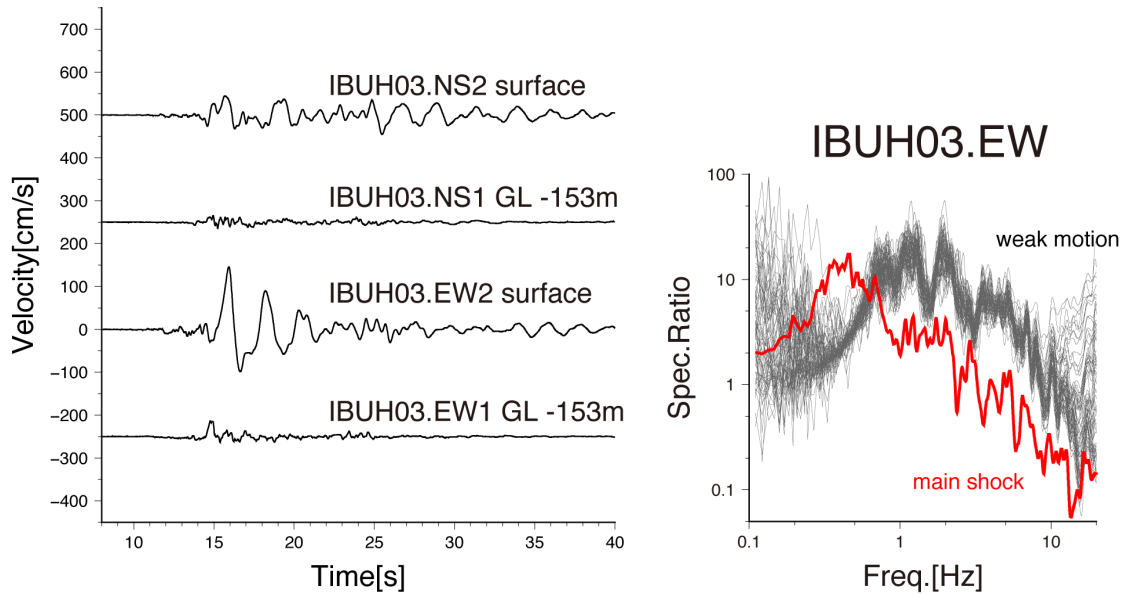 700
600
500
400
300
200
100
0
−100
−200
−300
−400
Velocity[cm/s]
IBUH03.NS2 surface
IBUH03.NS1 GL -153m
IBUH03.EW2 surface
IBUH03.EW1 GL -153m
10 15 20 25 30 35 40
Time[s]
IBUH03.EW
100
10
1
0.1
Spec.Ratio
weak motion
main shock
0.1 1 10
Freq.[Hz]